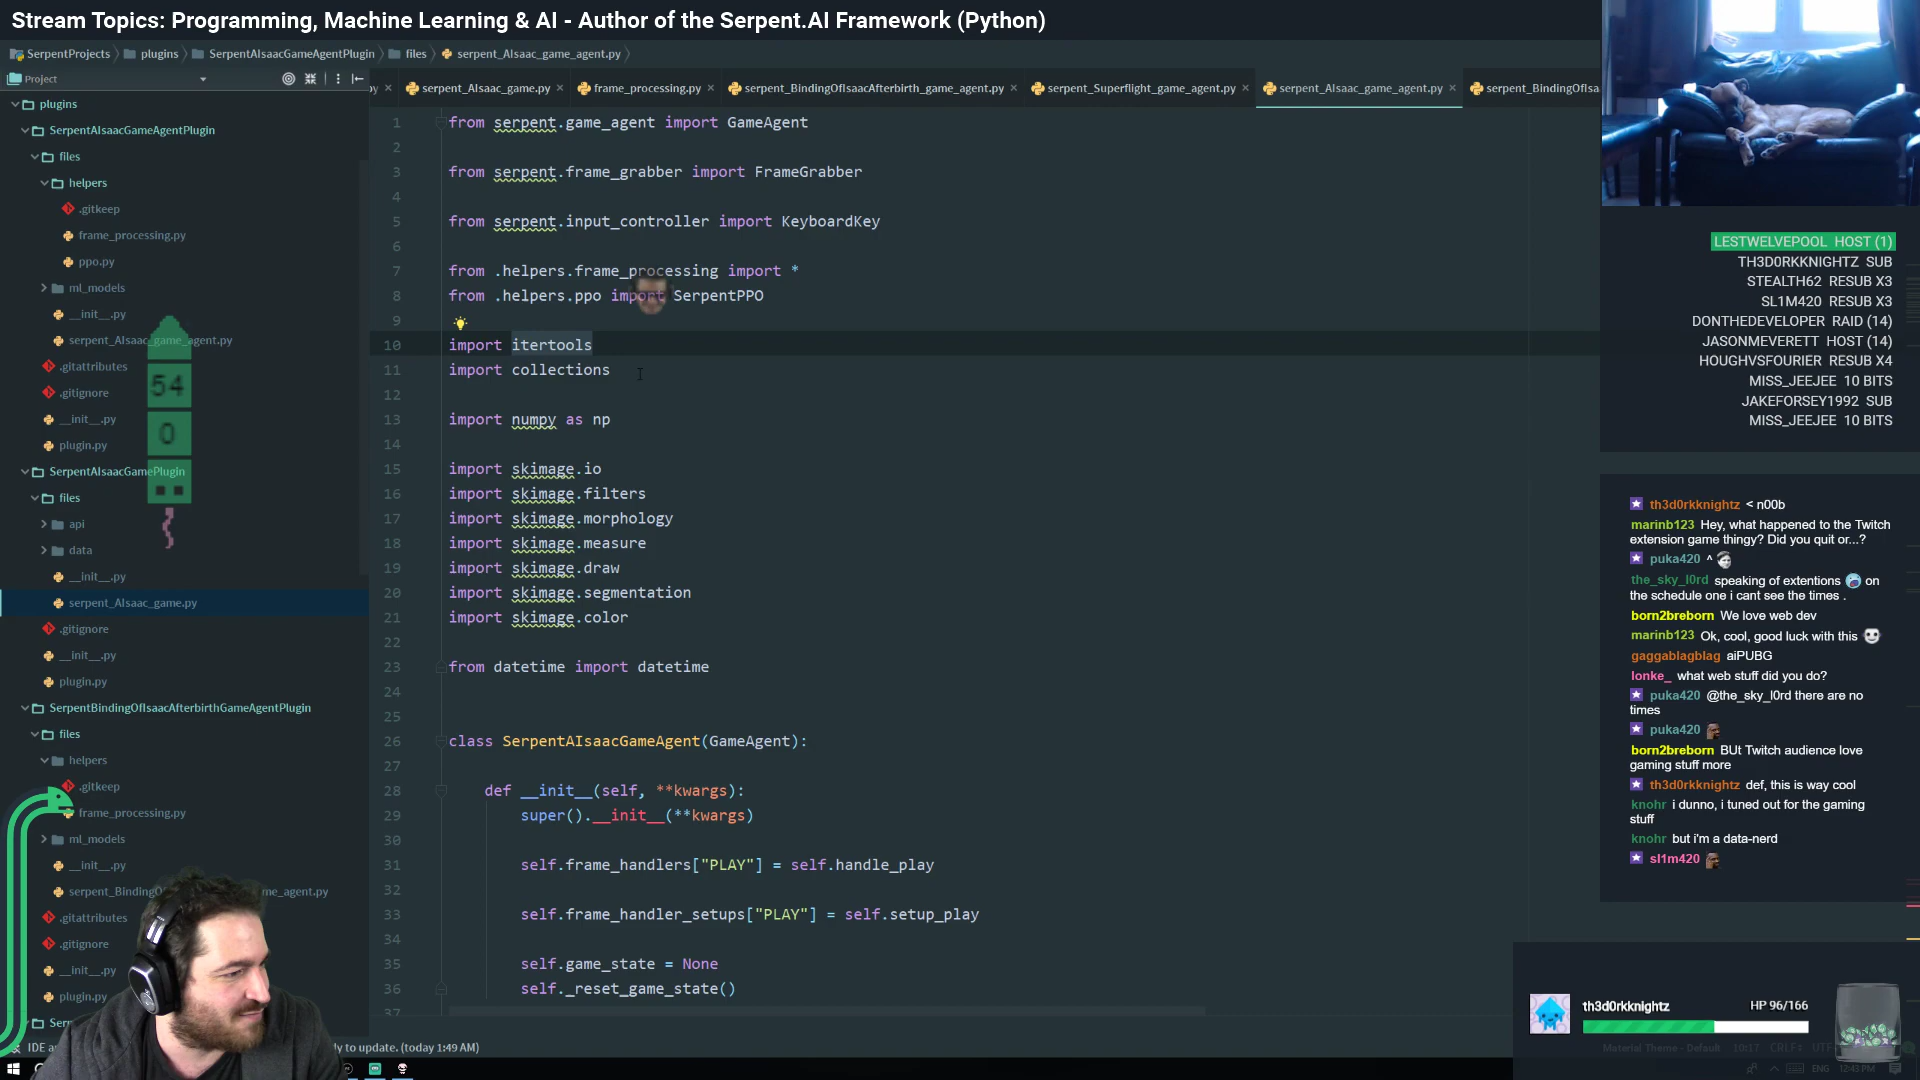 Stream Topics: Programming, Machine Learning & AI - Author of the Serpent.AI Framework (Python)
SerpentProjects plugins SerpentAIsaacGameAgentPlugin files serpent_AIsaac_game_agent.py
Project
serpent_AIsaac_game.py frame_processing.py serpent_BindingOfIsaacAfterbirth_game_agent.py serpent_Superflight_game_agent.py serpent_AIsaac_game_agent.py serpent_BindingOfIsaa
plugins
SerpentAIsaacGameAgentPlugin
files
helpers
.gitkeep
frame_processing.py
ppo.py
ml_models
__init__.py
serpent_AIsaac_game_agent.py
.gitattributes
.gitignore
__init__.py
plugin.py
SerpentAIsaacGamePlugin
files
api
data
__init__.py
serpent_AIsaac_game.py
.gitignore
__init__.py
plugin.py
SerpentBindingOfIsaacAfterbirthGameAgentPlugin
files
helpers
.gitkeep
frame_processing.py
ml_models
__init__.py
serpent_BindingO me_agent.py
.gitattributes
.gitignore
__init__.py
plugin.py
Ser
54
0
1 from serpent.game_agent import GameAgent
2
3 from serpent.frame_grabber import FrameGrabber
4
5 from serpent.input_controller import KeyboardKey
6
7 from .helpers.frame_processing import *
8 from .helpers.ppo import SerpentPPO
9
10 import itertools
11 import collections
12
13 import numpy as np
14
15 import skimage.io
16 import skimage.filters
17 import skimage.morphology
18 import skimage.measure
19 import skimage.draw
20 import skimage.segmentation
21 import skimage.color
22
23 from datetime import datetime
24
25
26 class SerpentAIsaacGameAgent(GameAgent):
27
28 def __init__(self, **kwargs):
29 super().__init__(**kwargs)
30
31 self.frame_handlers["PLAY"] = self.handle_play
32
33 self.frame_handler_setups["PLAY"] = self.setup_play
34
35 self.game_state = None
36 self._reset_game_state()
37
LESTWELVEPOOL HOST (1)
TH3D0RKKNIGHTZ SUB
STEALTH62 RESUB X3
SL1M420 RESUB X3
DONTHEDEVELOPER RAID (14)
JASONMEVERETT HOST (14)
HOUGHVSFOURIER RESUB X4
MISS_JEEJEE 10 BITS
JAKEFORSEY1992 SUB
MISS_JEEJEE 10 BITS
th3d0rkknightz < n00b
marinb123 Hey, what happened to the Twitch
extension game thingy? Did you quit or...?
puka420 ^
the_sky_l0rd speaking of extentions on
the schedule one i cant see the times .
born2breborn We love web dev
marinb123 Ok, cool, good luck with this
gaggablagblag aiPUBG
lonke_ what web stuff did you do?
puka420 @the_sky_l0rd there are no
times
puka420
born2breborn BUt Twitch audience love
gaming stuff more
th3d0rkknightz def, this is way cool
knohr i dunno, i tuned out for the gaming
stuff
knohr but i'm a data-nerd
sl1m420
th3d0rkknightz HP 96/166
IDE ly to update. (today 1:49 AM)
Material Theme - Default 10:17 CRLF UTF
ENG 12:43 PM